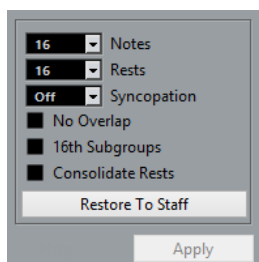 16 Notes
16 Rests
Off Syncopation
No Overlap
16th Subgroups
Consolidate Rests
Restore To Staff
Apply